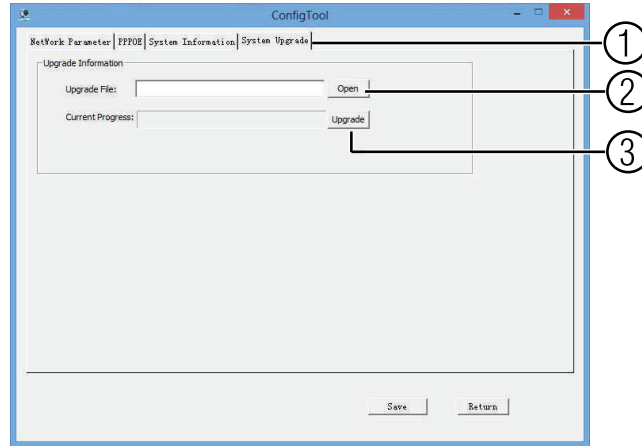 ConfigTool
NetWork Parameter PPPOE System Information System Upgrade
1
Upgrade Information
Upgrade File: Open
2
Current Progress: Upgrade
3
Save Return